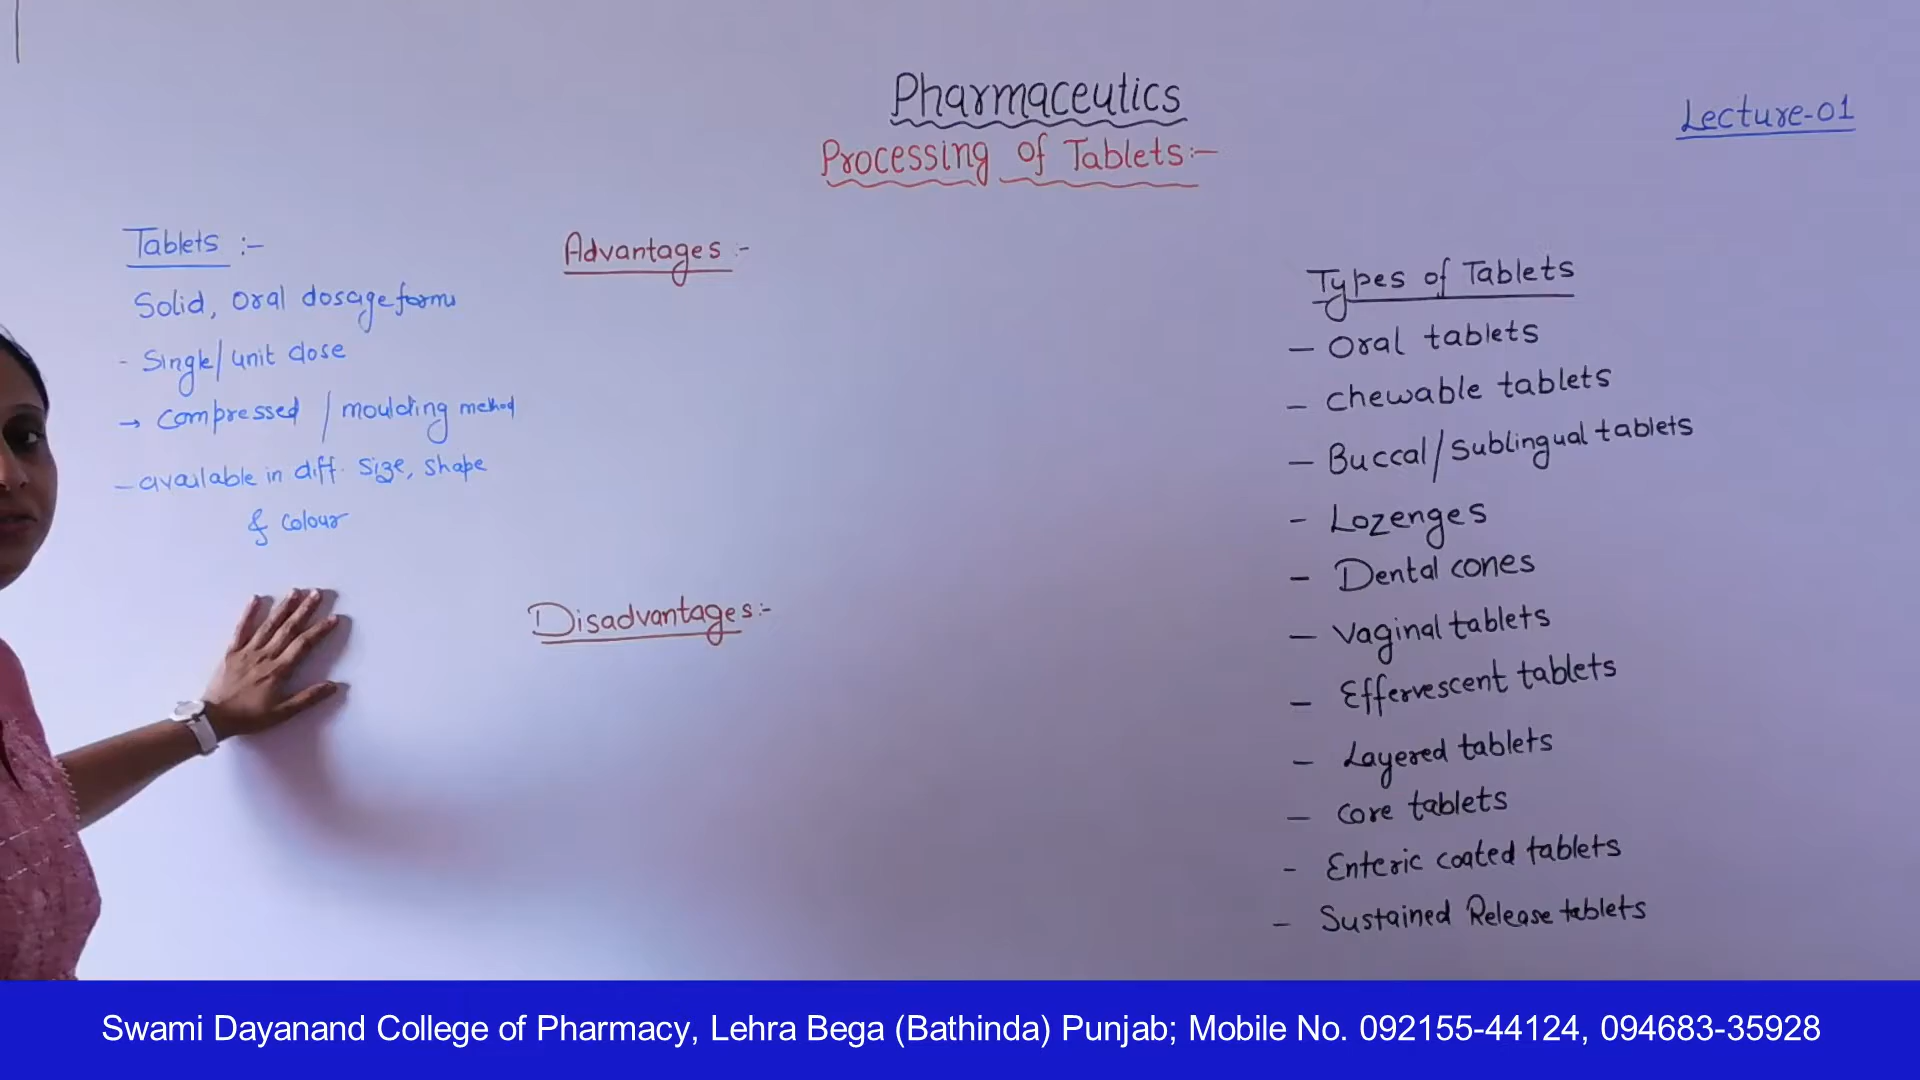 Pharmaceutics
Lecture-01
Processing of Tablets:-
Tablets :-
Solid, oral dosage forms
- Single/unit dose
→ compressed / moulding method
- available in diff. size, shape
& colour
Advantages :-
Disadvantages:-
Types of Tablets
- Oral tablets
- chewable tablets
- Buccal/sublingual tablets
- Lozenges
- Dental cones
- Vaginal tablets
- Effervescent tablets
- Layered tablets
- core tablets
- Enteric coated tablets
- Sustained Release tablets
Swami Dayanand College of Pharmacy, Lehra Bega (Bathinda) Punjab; Mobile No. 092155-44124, 094683-35928